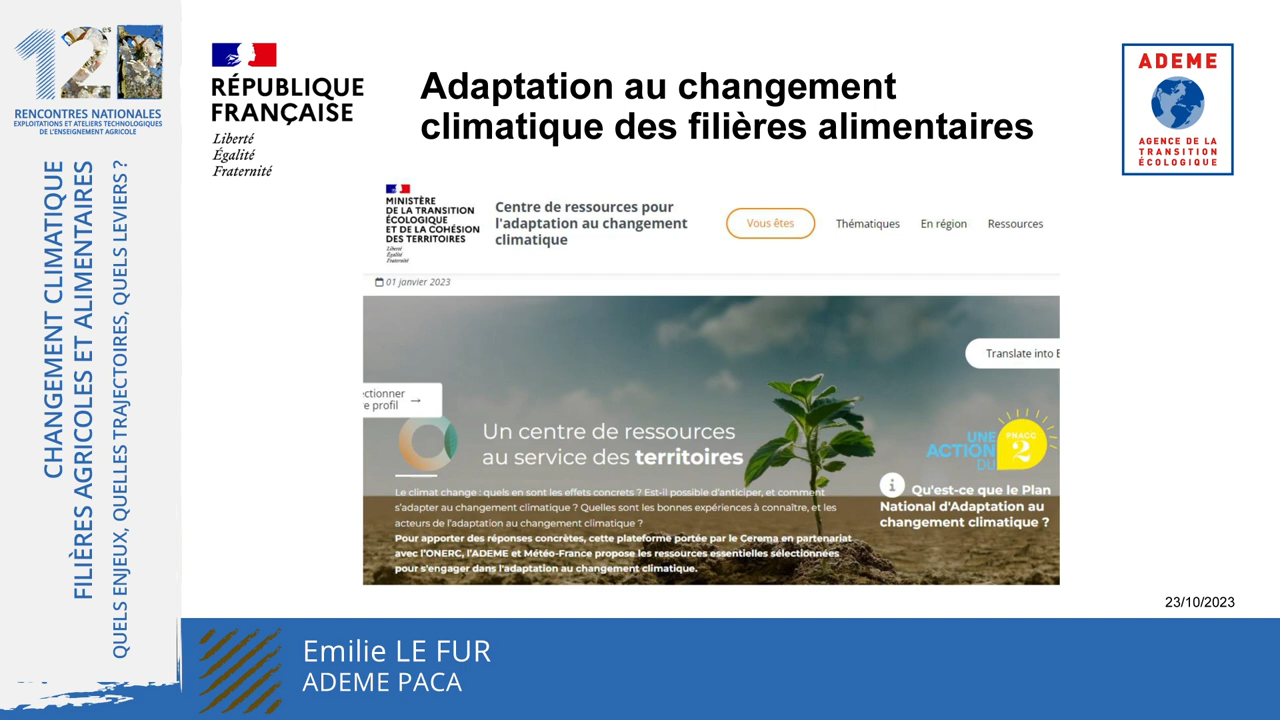 12es
RENCONTRES NATIONALES
EXPLOITATIONS ET ATELIERS TECHNOLOGIQUES
DE L'ENSEIGNEMENT AGRICOLE
CHANGEMENT CLIMATIQUE
FILIÈRES AGRICOLES ET ALIMENTAIRES
QUELS ENJEUX, QUELLES TRAJECTOIRES, QUELS LEVIERS ?
RÉPUBLIQUE
FRANÇAISE
Liberté
Égalité
Fraternité
Adaptation au changement
climatique des filières alimentaires
ADEME
AGENCE DE LA
TRANSITION
ÉCOLOGIQUE
MINISTÈRE
DE LA TRANSITION
ÉCOLOGIQUE
ET DE LA COHÉSION
DES TERRITOIRES
Liberté
Égalité
Fraternité
Centre de ressources pour
l'adaptation au changement
climatique
Vous êtes
Thématiques
En région
Ressources
01 janvier 2023
Translate into E
ectionner
e profil →
Un centre de ressources
au service des territoires
Le climat change : quels en sont les effets concrets ? Est-il possible d'anticiper, et comment
s'adapter au changement climatique ? Quelles sont les bonnes expériences à connaître, et les
acteurs de l'adaptation au changement climatique ?
Pour apporter des réponses concrètes, cette plateforme portée par le Cerema en partenariat
avec l'ONERC, l'ADEME et Météo-France propose les ressources essentielles sélectionnées
pour s'engager dans l'adaptation au changement climatique.
UNE
ACTION
DU
PNACC
2
Qu'est-ce que le Plan
National d'Adaptation au
changement climatique ?
23/10/2023
Emilie LE FUR
ADEME PACA